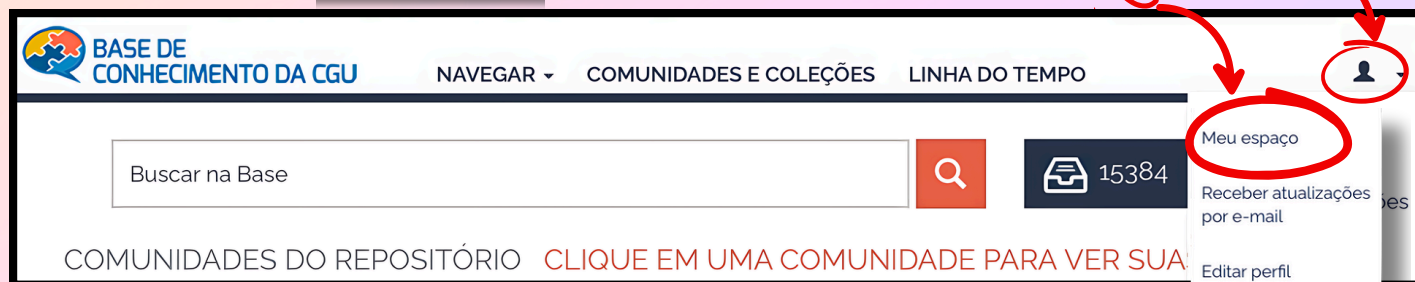 BASE DE
CONHECIMENTO DA CGU
NAVEGAR COMUNIDADES E COLEÇÕES LINHA DO TEMPO
Meu espaço
Buscar na Base
15384
Receber atualizações
por e-mail
COMUNIDADES DO REPOSITÓRIO CLIQUE EM UMA COMUNIDADE PARA VER SUAS
Editar perfil